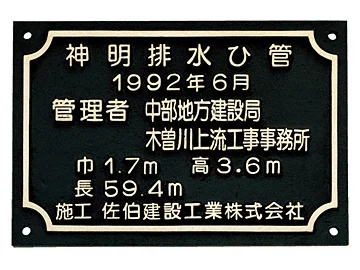 神明排水ひ管
1992年6月
管理者 中部地方建設局
木曽川上流工事事務所
巾1.7m 高3.6m
長59.4m
施工 佐伯建設工業株式会社